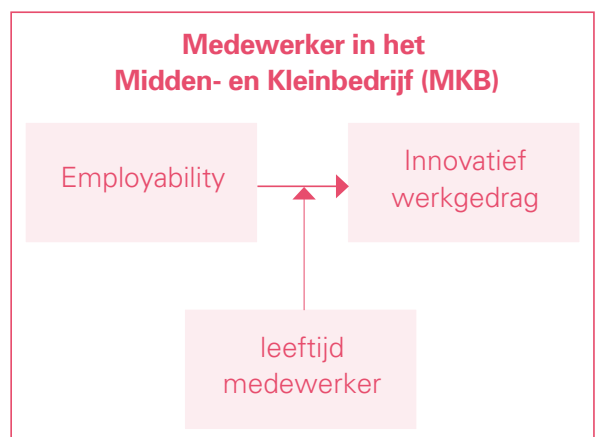 Medewerker in het
Midden- en Kleinbedrijf (MKB)
Employability
Innovatief
werkgedrag
leeftijd
medewerker